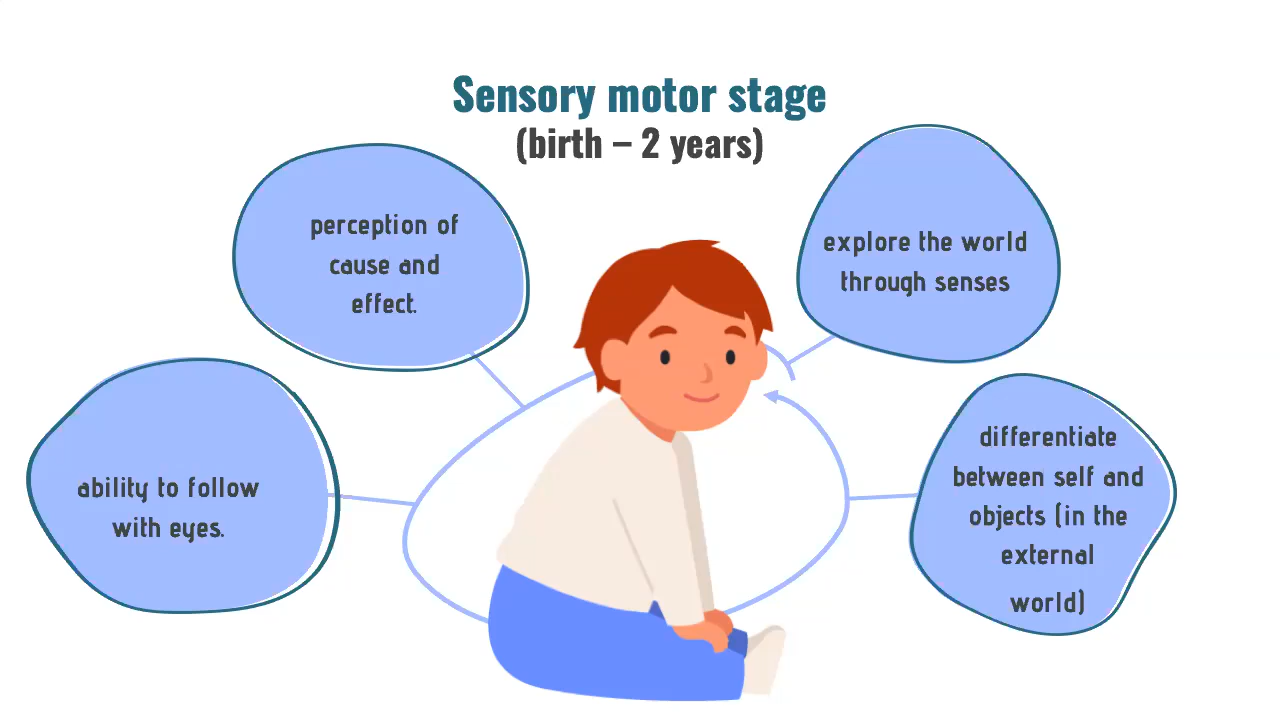 Sensory motor stage
(birth – 2 years)
perception of
cause and
effect.
explore the world
through senses
ability to follow
with eyes.
differentiate
between self and
objects (in the
external
world)